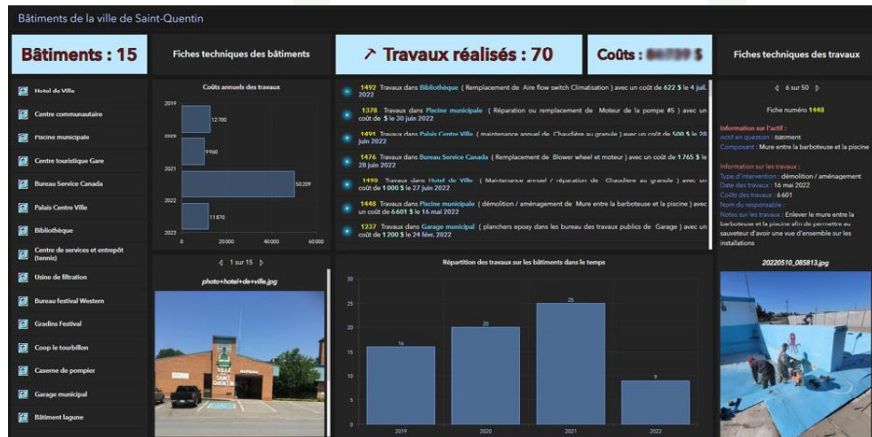 Bâtiments de la ville de Saint-Quentin
Bâtiments : 15
Fiches techniques des bâtiments
Travaux réalisés : 70
Coûts : $
Fiches techniques des travaux
Hotel de Ville
Centre communautaire
Piscine municipale
Centre touristique Gare
Bureau Service Canada
Palais Centre Ville
Bibliothèque
Centre de services et entrepôt
(tennis)
Usine de filtration
Bureau festival Western
Gradins Festival
Coop le tourbillon
Caserne de pompier
Garage municipal
Bâtiment lagune
Coûts annuels des travaux
2019
12 700
2020
9 960
2021
50 209
2022
11 870
2023
0 20000 40000 60000
1 sur 15
photo+hotel+de+ville.jpg
VILLE
SAINT
QUENTIN
1492 Travaux dans Bibliothèque ( Remplacement de Aire flow switch Climatisation ) avec un coût de 622 $ le 4 juil.
2022
1378 Travaux dans Piscine municipale ( Réparation ou remplacement de Moteur de la pompe #5 ) avec un
coût de $ le 30 juin 2022
1491 Travaux dans Palais Centre Ville ( maintenance annuel de Chaudière au granule ) avec un coût de 500 $ le 28
juin 2022
1476 Travaux dans Bureau Service Canada ( Remplacement de Blower wheel et moteur ) avec un coût de 1 765 $ le
28 juin 2022
1490 Travaux dans Hotel de Ville ( Maintenance annuel / réparation de Chaudiere au granule ) avec un
coût de 1 000 $ le 27 juin 2022
1448 Travaux dans Piscine municipale ( démolition / aménagement de Mure entre la barboteuse et la piscine ) avec
un coût de 6 601 $ le 16 mai 2022
1237 Travaux dans Garage municipal ( planchers epoxy dans les bureau des travaux publics de Garage ) avec un
coût de 1 200 $ le 24 févr. 2022
Répartition des travaux sur les bâtiments dans le temps
30
25
20
15
10
5
0
16
20
25
9
2019 2020 2021 2022
6 sur 50
Fiche numéro 1448
Information sur l'actif :
Actif en question : bâtiment
Composant : Mure entre la barboteuse et la piscine
Information sur les travaux :
Type d'intervention : démolition / aménagement
Date des travaux : 16 mai 2022
Coûts des travaux : 6 601
Nom du responsable :
Notes sur les travaux : Enlever le mure entre la
barboteuse et la piscine afin de permettre au
sauveteur d'avoir une vue d'ensemble sur les
installations
20220510_085813.jpg